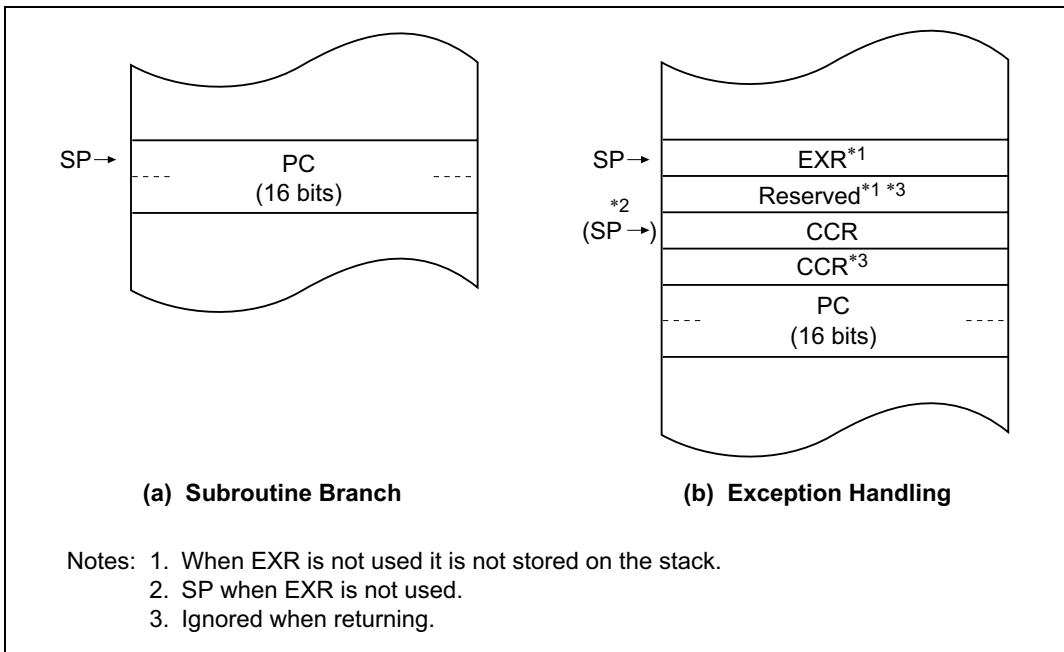 SP→
PC
(16 bits)
(a) Subroutine Branch
SP→
EXR*1
Reserved*1 *3
*2
(SP→)
CCR
CCR*3
PC
(16 bits)
(b) Exception Handling
Notes: 1. When EXR is not used it is not stored on the stack.
2. SP when EXR is not used.
3. Ignored when returning.